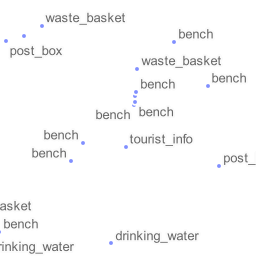 waste_basket
bench
post_box
waste_basket
bench
bench
bench
bench
bench
tourist_info
bench
post_
asket
bench
drinking_water
rinking_water